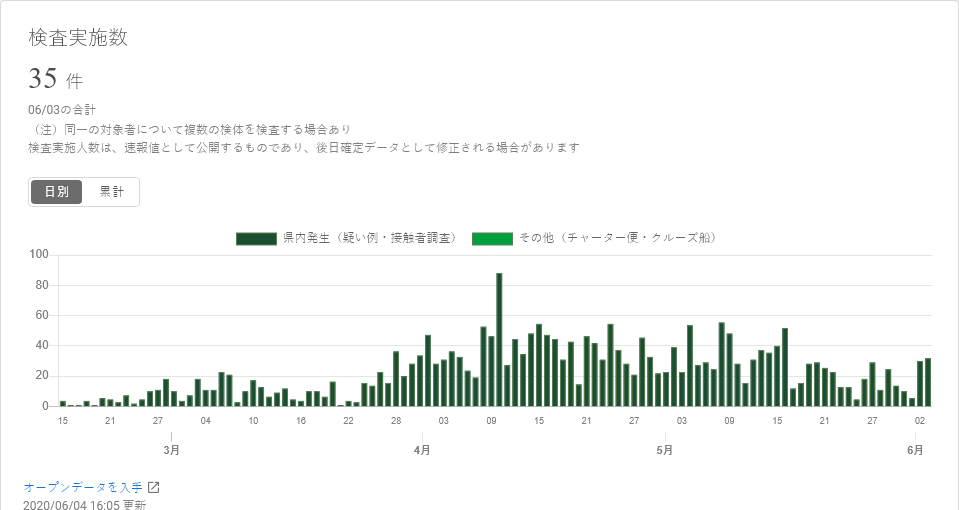 検査実施数
35 件
06/03の合計
（注）同一の対象者について複数の検体を検査する場合あり
検査実施人数は、速報値として公開するものであり、後日確定データとして修正される場合があります
日別 累計
県内発生（疑い例・接触者調査） その他（チャーター便・クルーズ船）
100
80
60
40
20
0
15 21 27 04 10 16 22 28 03 09 15 21 27 03 09 15 21 27 02
3月 4月 5月 6月
オープンデータを入手
2020/06/04 16:05 更新